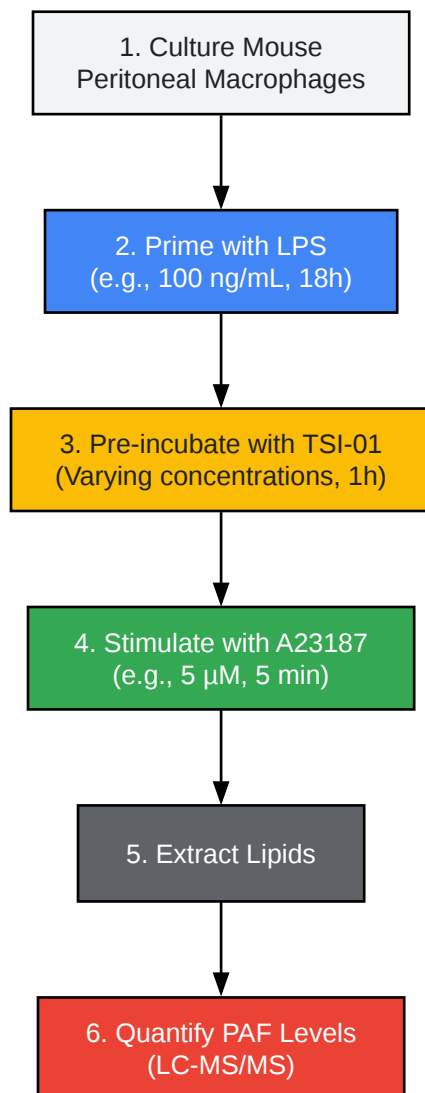 1. Culture Mouse
Peritoneal Macrophages
2. Prime with LPS
(e.g., 100 ng/mL, 18h)
3. Pre-incubate with TSI-01
(Varying concentrations, 1h)
4. Stimulate with A23187
(e.g., 5 µM, 5 min)
5. Extract Lipids
6. Quantify PAF Levels
(LC-MS/MS)